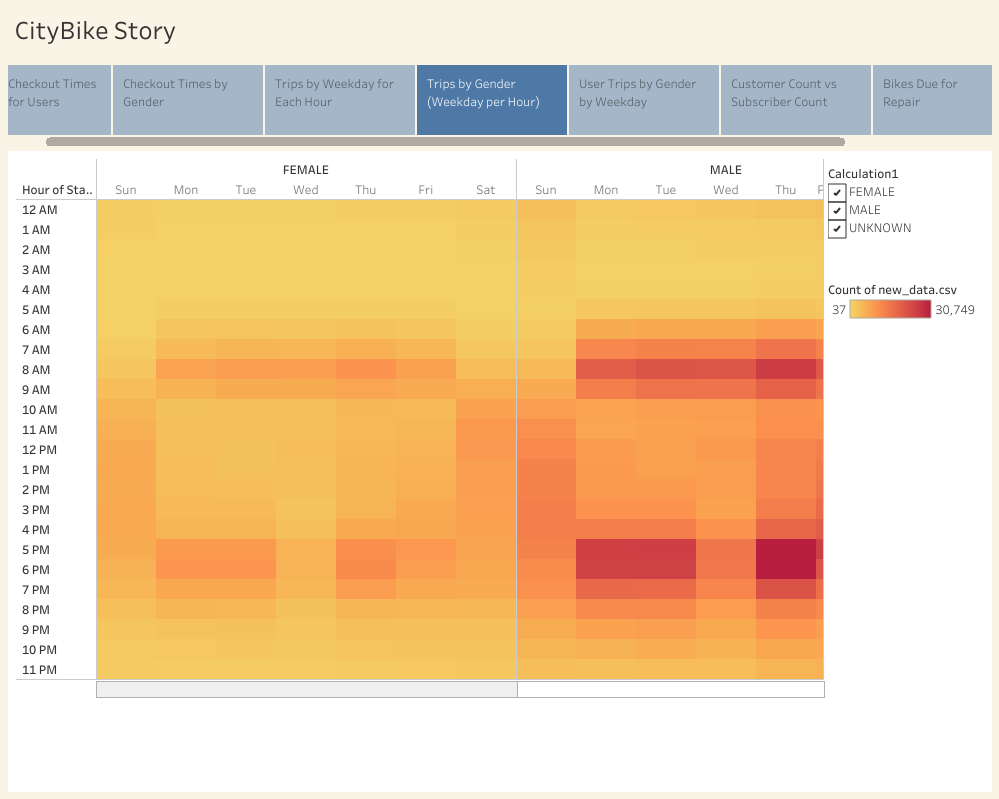 CityBike Story
Checkout Times
for Users
Checkout Times by
Gender
Trips by Weekday for
Each Hour
Trips by Gender
(Weekday per Hour)
User Trips by Gender
by Weekday
Customer Count vs
Subscriber Count
Bikes Due for
Repair
FEMALE MALE
Hour of Sta.. Sun Mon Tue Wed Thu Fri Sat Sun Mon Tue Wed Thu F
12 AM
1 AM
2 AM
3 AM
4 AM
5 AM
6 AM
7 AM
8 AM
9 AM
10 AM
11 AM
12 PM
1 PM
2 PM
3 PM
4 PM
5 PM
6 PM
7 PM
8 PM
9 PM
10 PM
11 PM
Calculation1
FEMALE
MALE
UNKNOWN
Count of new_data.csv
37 30,749